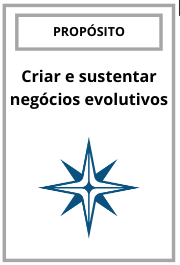 PROPÓSITO
Criar e sustentar
negócios evolutivos